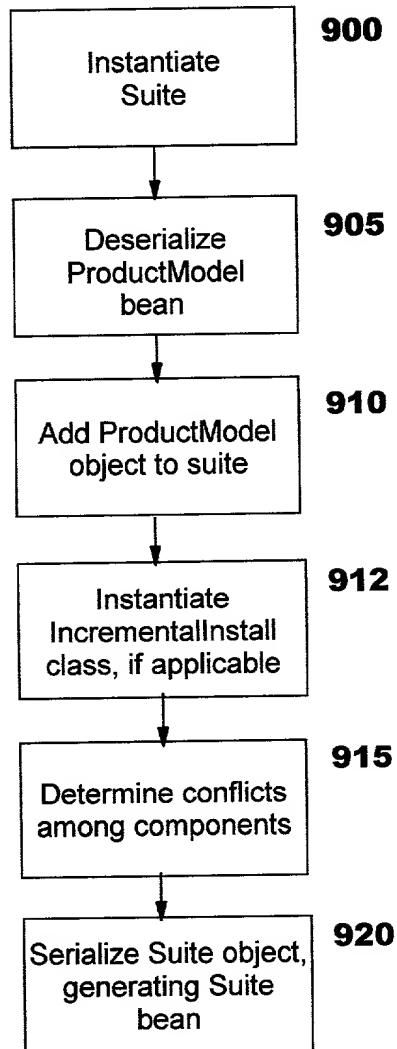 900
Instantiate
Suite
905
Deserialize
ProductModel
bean
910
Add ProductModel
object to suite
912
Instantiate
IncrementalInstall
class, if applicable
915
Determine conflicts
among components
920
Serialize Suite object,
generating Suite
bean